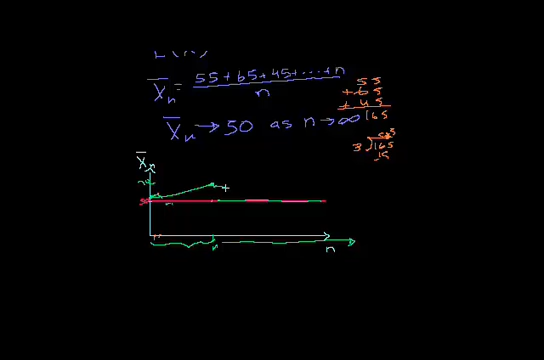 X̄ₙ = 55+65+45+···+n
n
55
+65
+45
165
X̄ₙ → 50 as n→∞
3 165
15
X̄ₙ
n
n